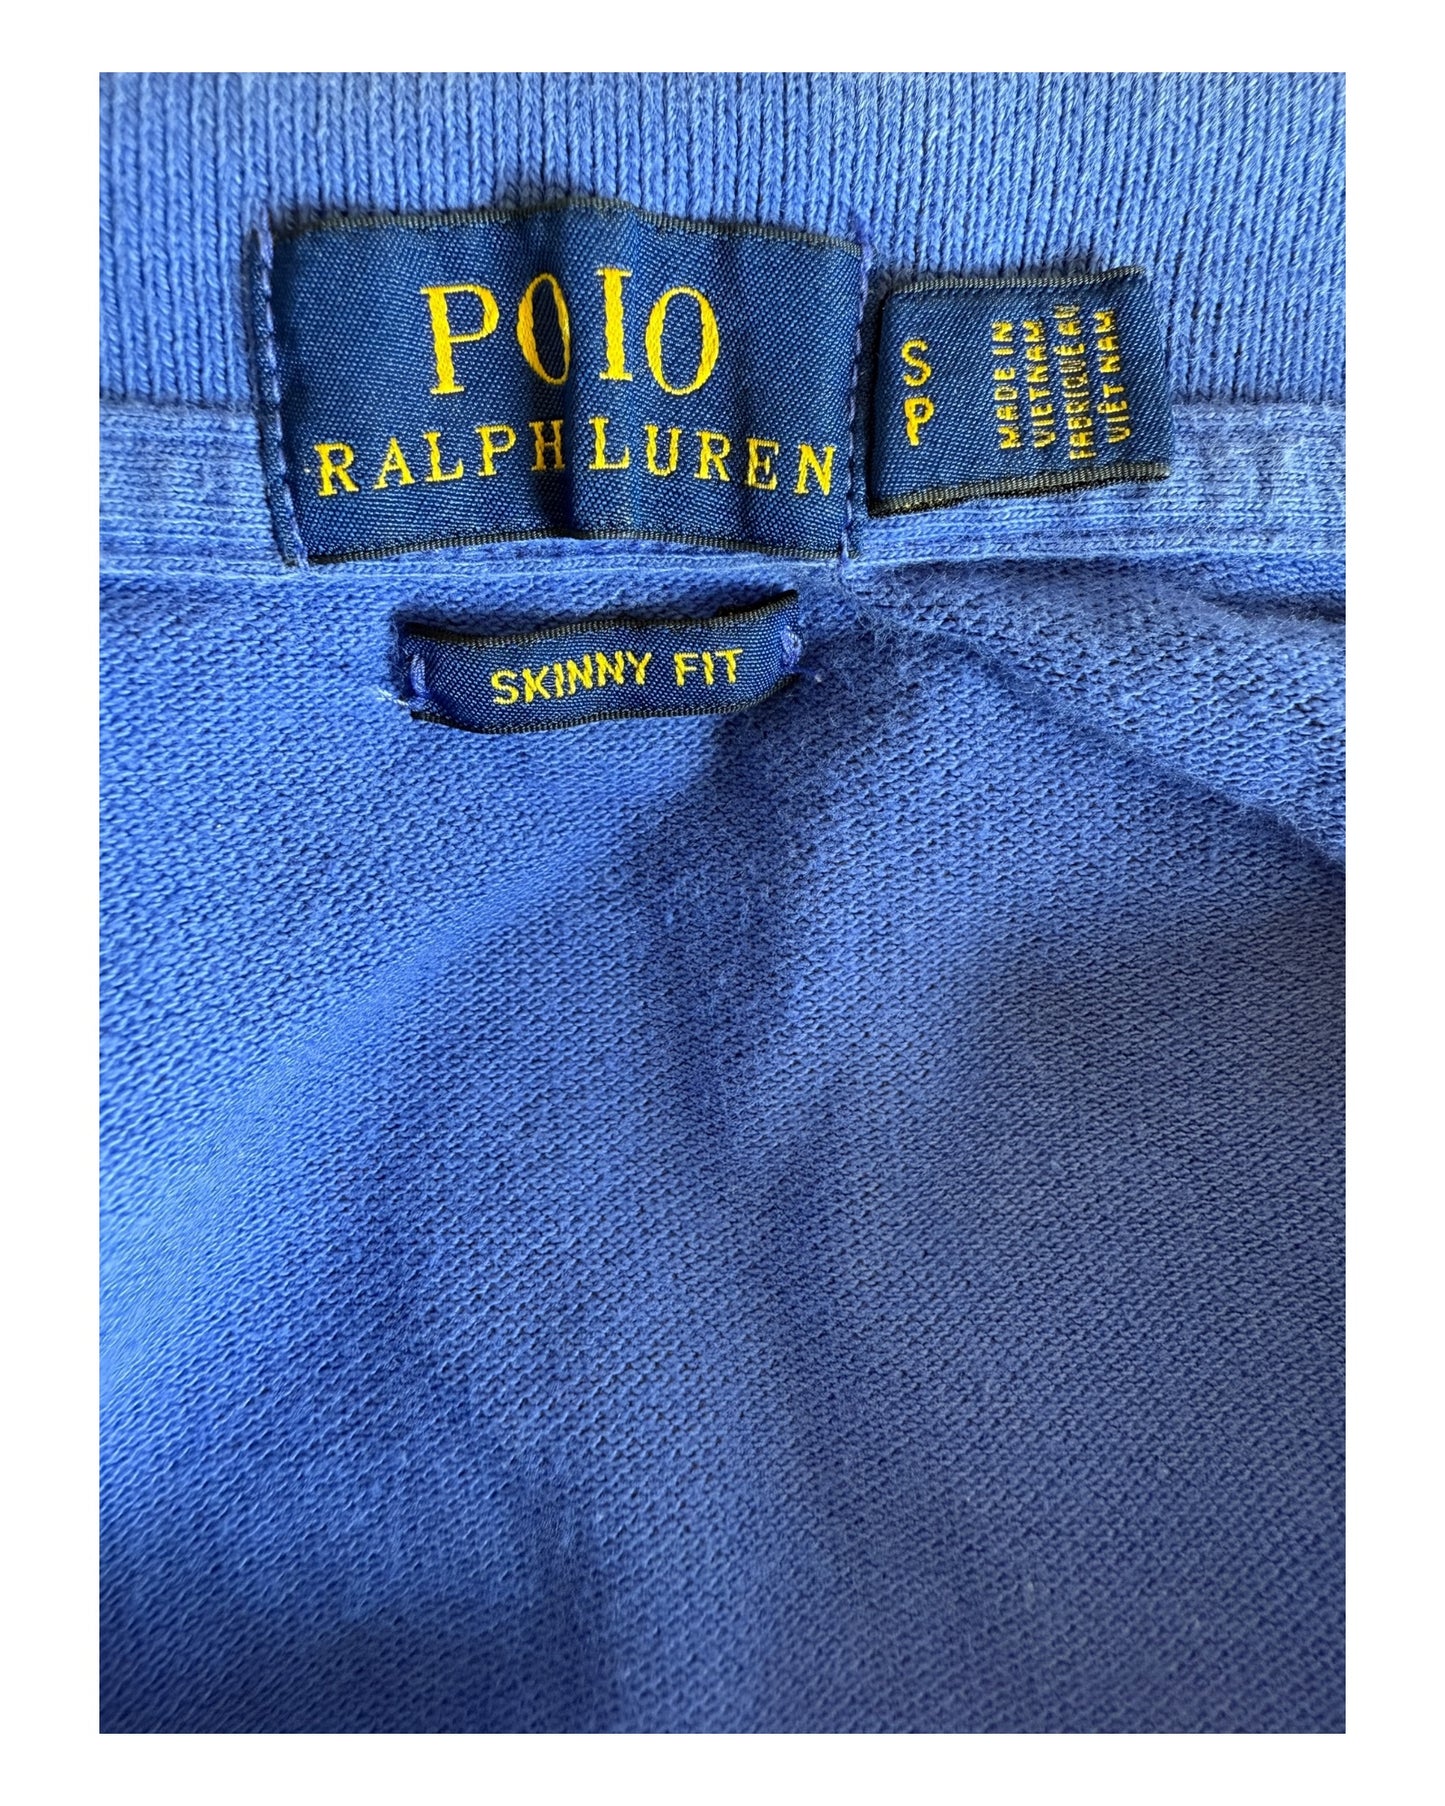 POLO
RALPH LAUREN
S
P
MADE IN
VIETNAM
FABRIQUÉ AU
VIÊT NAM
SKINNY FIT